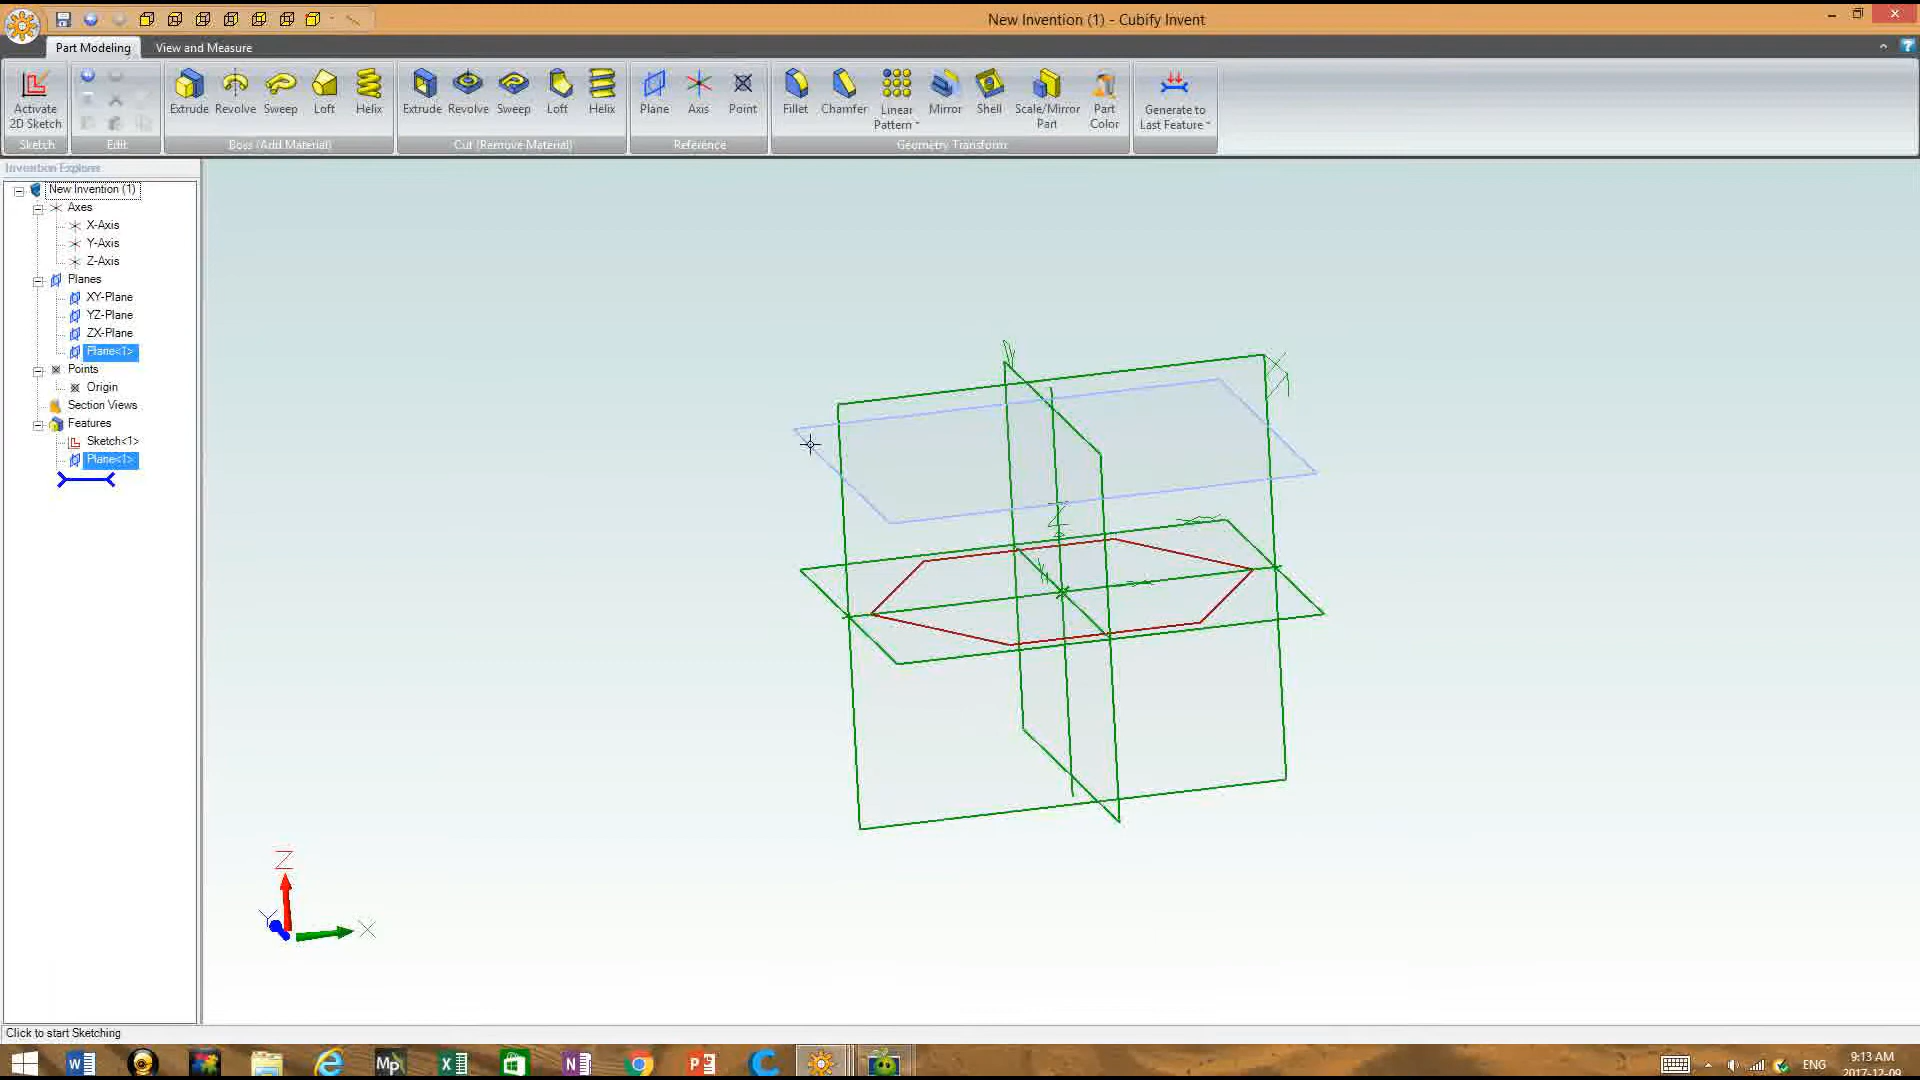 New Invention (1) - Cubify Invent
Part Modeling
View and Measure
Activate
2D Sketch
Extrude
Revolve
Sweep
Loft
Helix
Extrude
Revolve
Sweep
Loft
Helix
Plane
Axis
Point
Fillet
Chamfer
Linear
Pattern
Mirror
Shell
Scale/Mirror
Part
Part
Color
Generate to
Last Feature
Sketch
Edit
Boss (Add Material)
Cut (Remove Material)
Reference
Geometry Transform
Invention Explorer
New Invention (1)
Axes
X-Axis
Y-Axis
Z-Axis
Planes
XY-Plane
YZ-Plane
ZX-Plane
Plane<1>
Points
Origin
Section Views
Features
Sketch<1>
Plane<1>
Z
Z
Y
X
Click to start Sketching
Mp
ENG
9:13 AM
2017-12-09